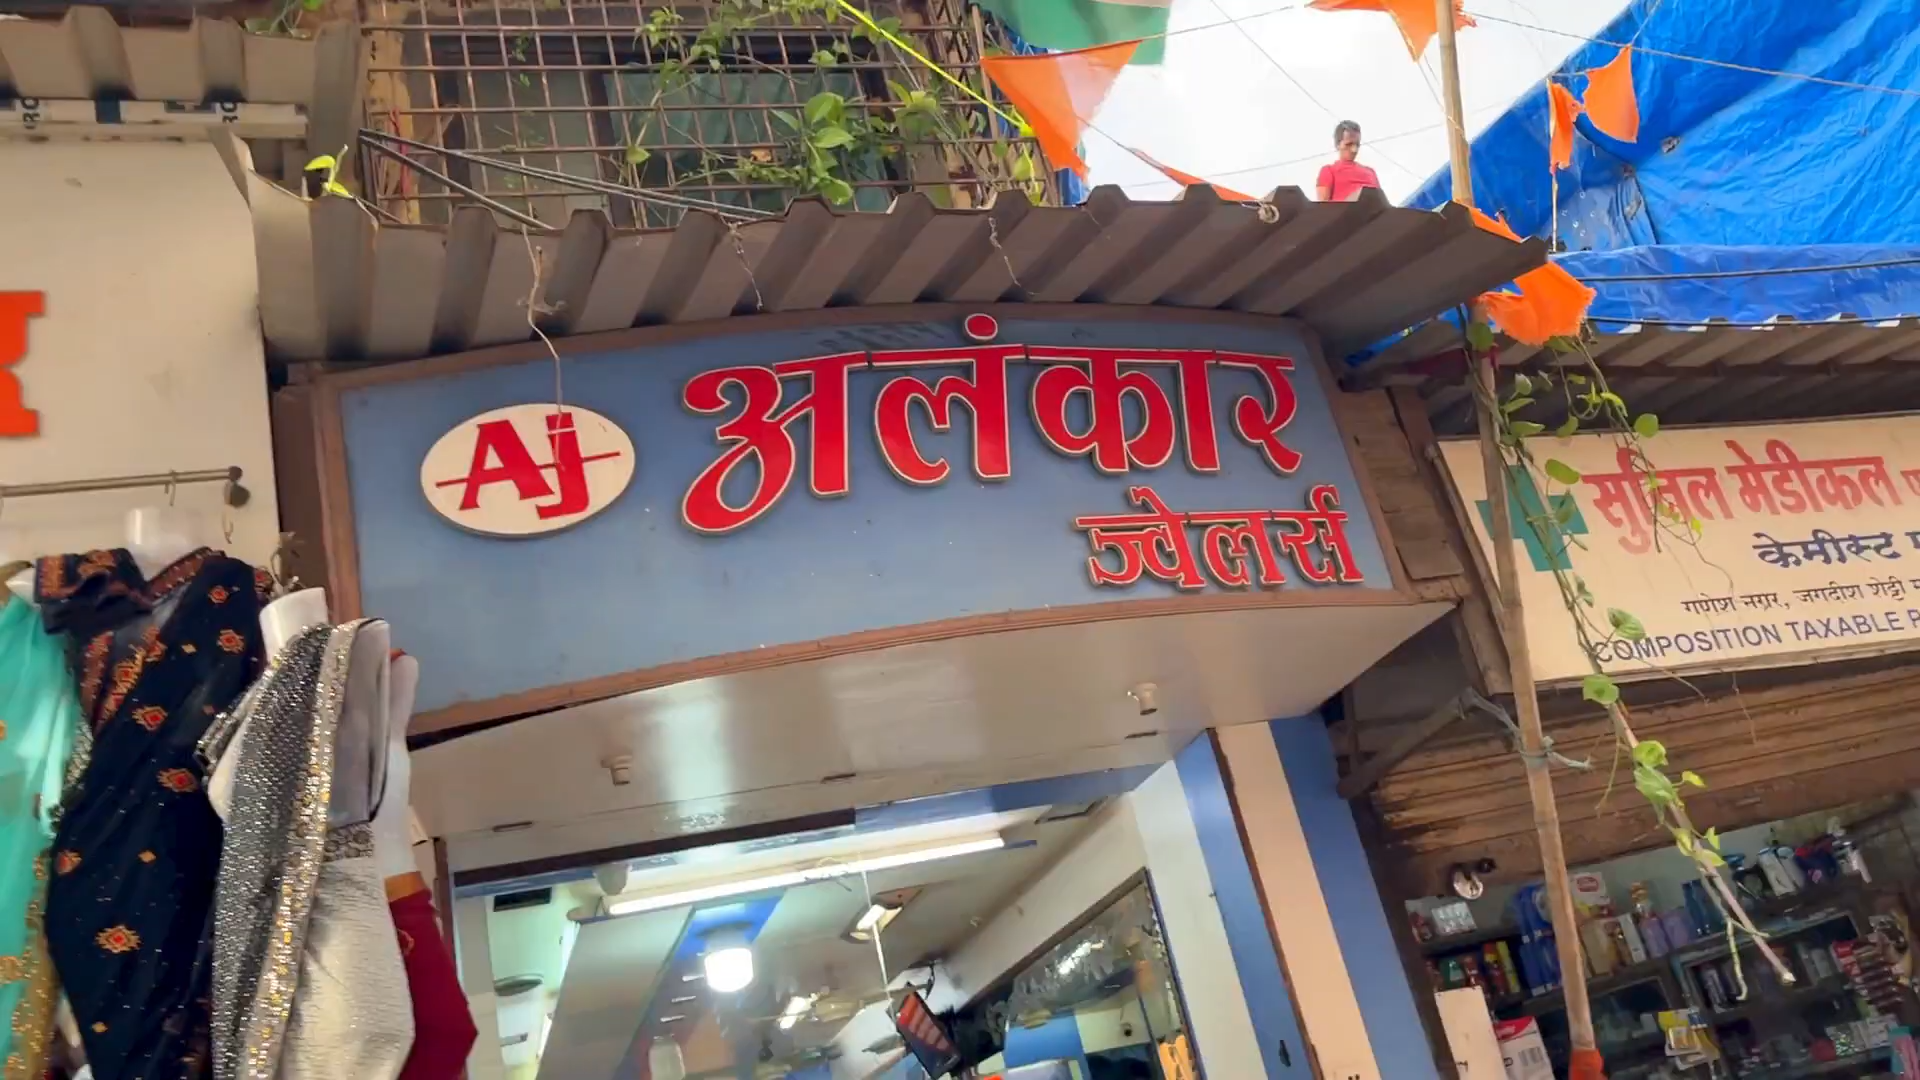 AJ
अलंकार
ज्वेलर्स
सुनिल मेडीकल
केमीस्ट
गणेश नगर, जगदीश शेट्टी
COMPOSITION TAXABLE